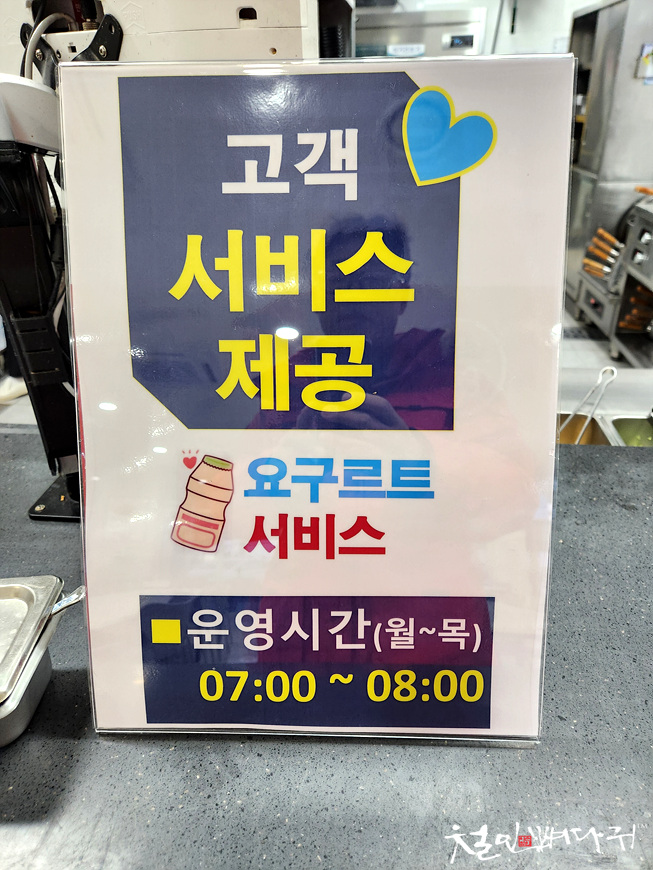 고객
서비스
제공
요구르트
서비스
■운영시간(월~목)
07:00 ~ 08:00